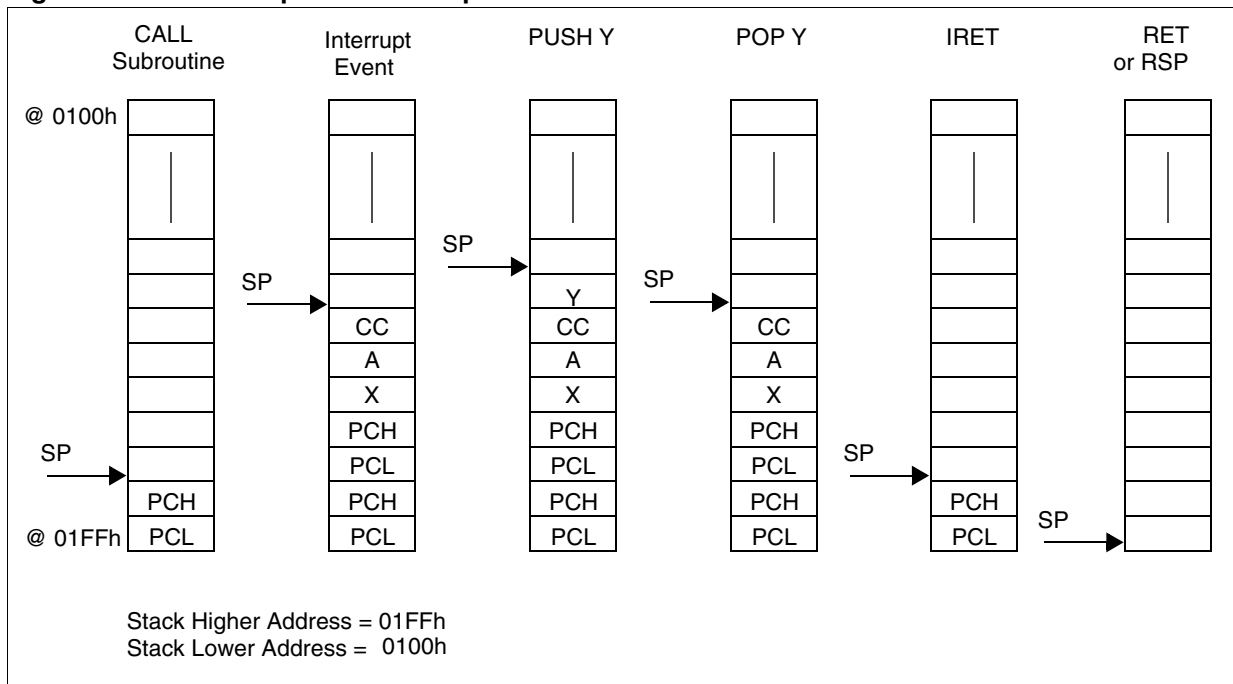 CALL
Subroutine
Interrupt
Event
PUSH Y
POP Y
IRET
RET
or RSP
@ 0100h
SP
SP
SP
Y
CC
CC
CC
A
A
A
X
X
X
PCH
PCH
PCH
SP
SP
PCL
PCL
PCL
PCH
PCH
PCH
PCH
PCH
SP
@ 01FFh
PCL
PCL
PCL
PCL
PCL
Stack Higher Address = 01FFh
Stack Lower Address = 0100h